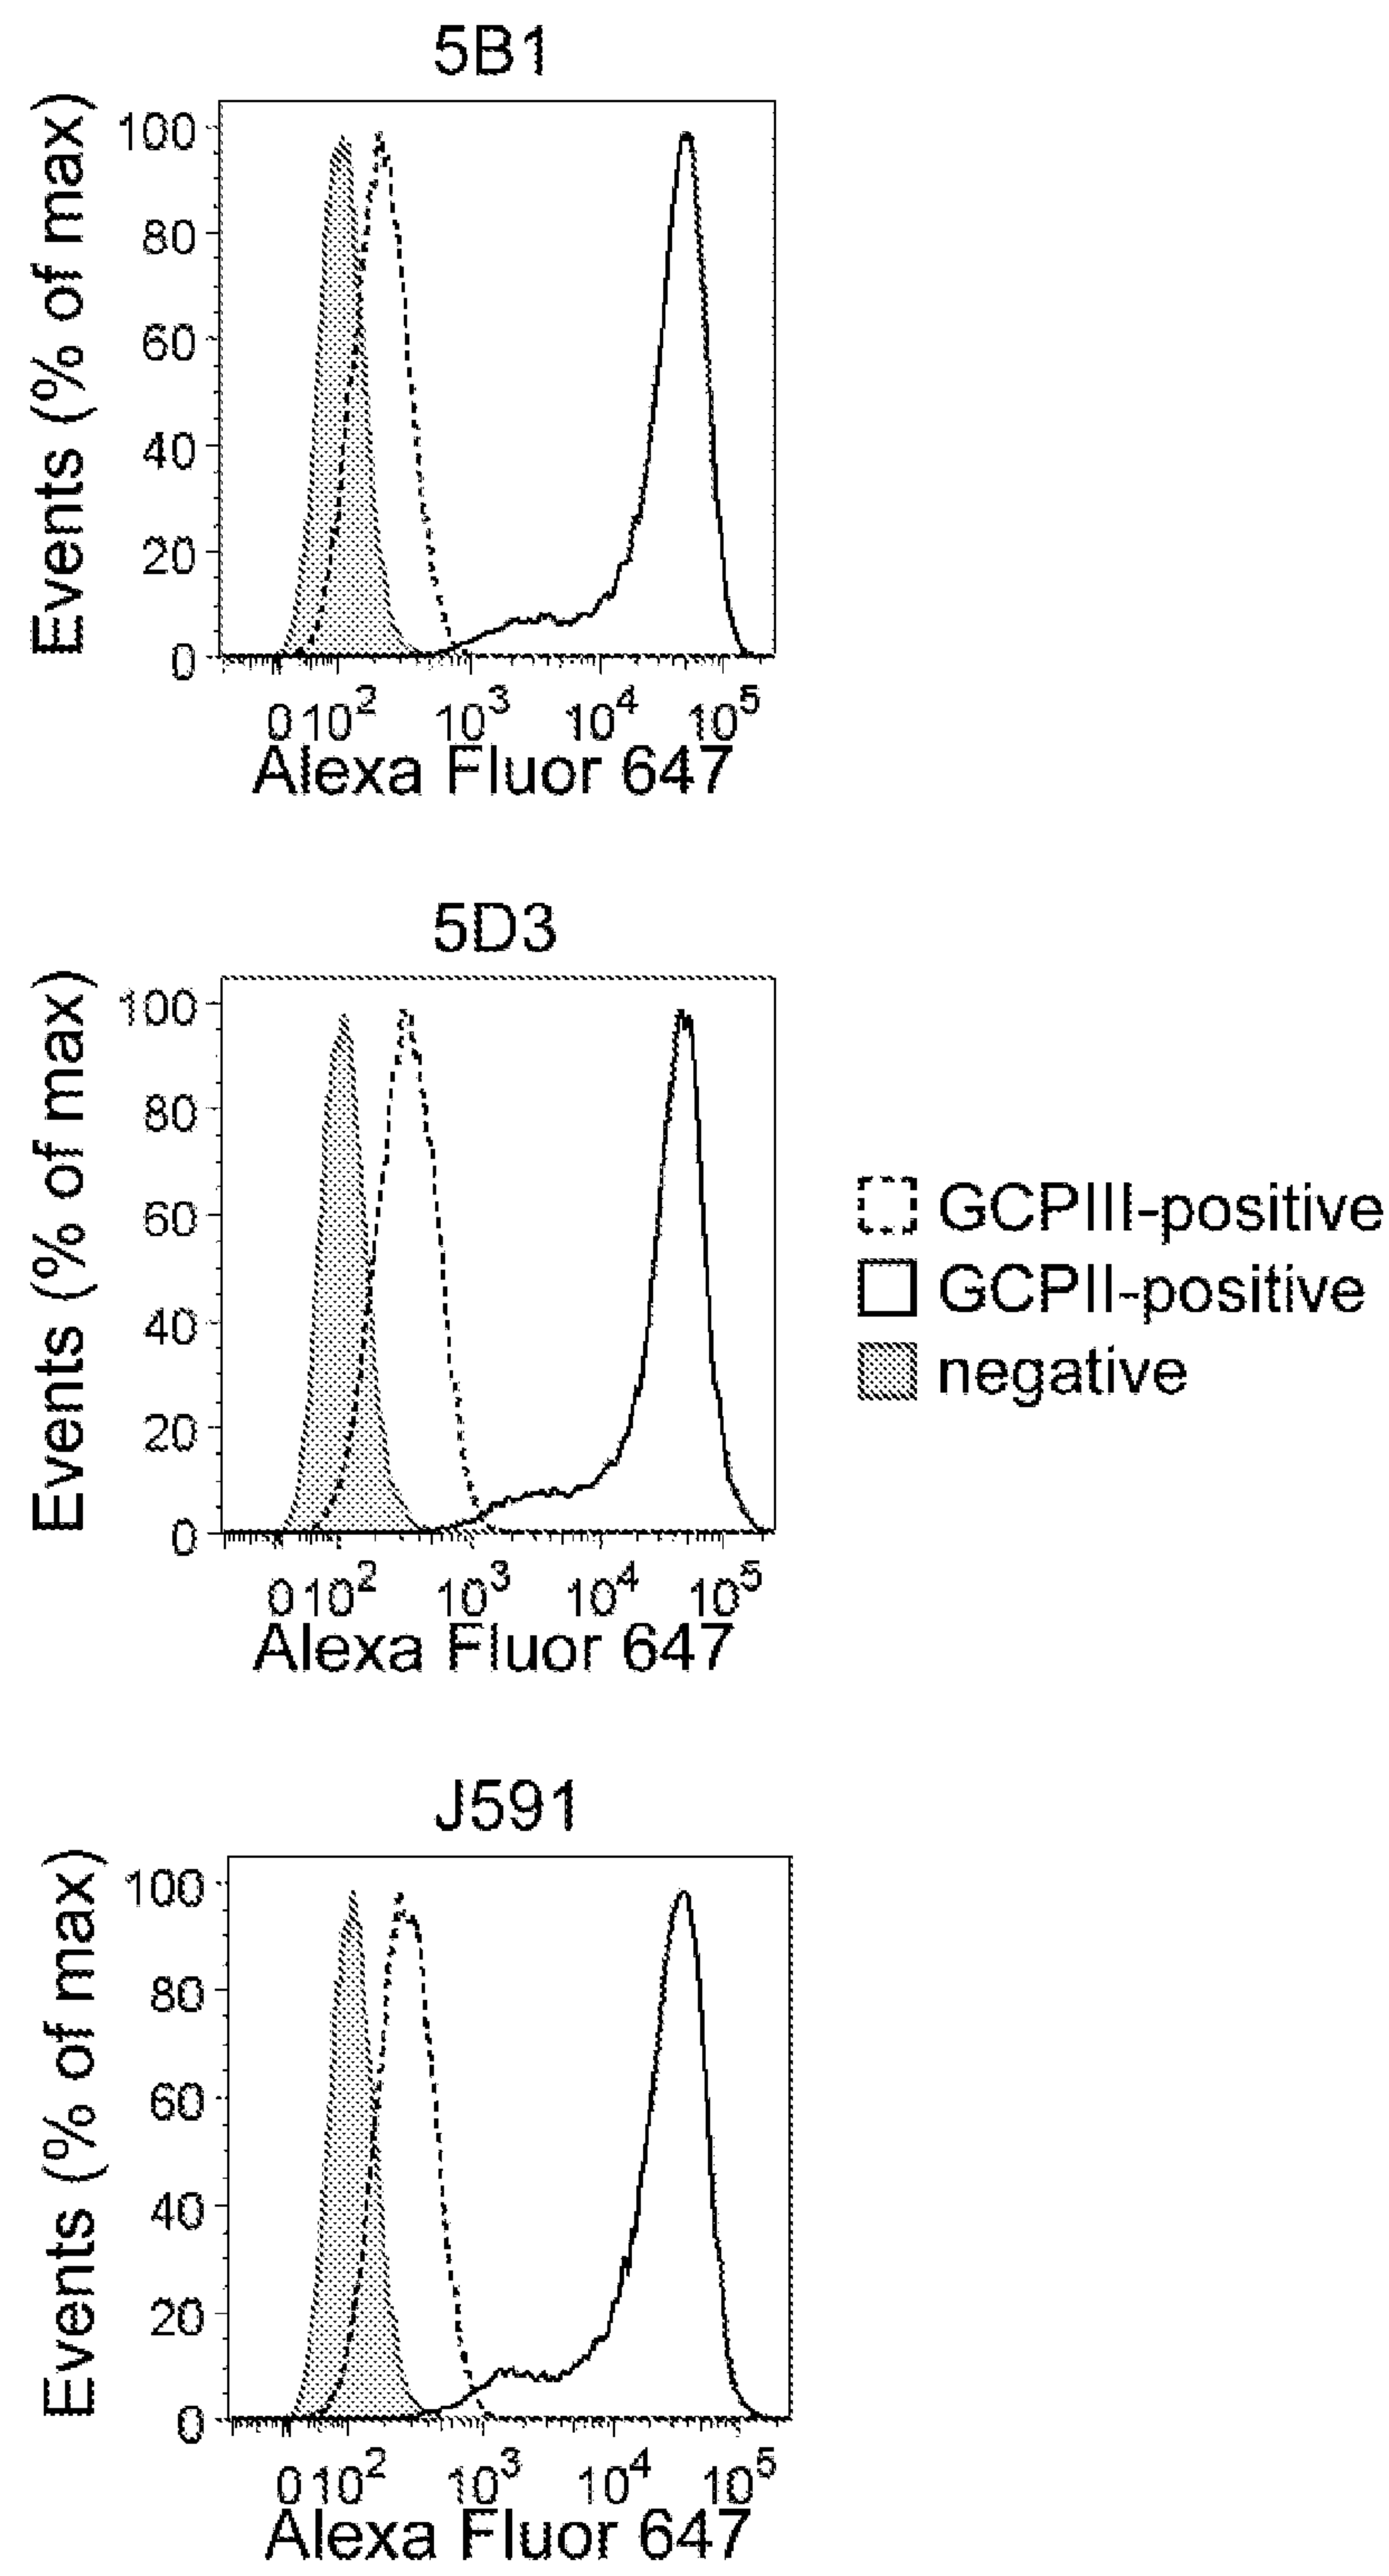 5B1
Events (% of max)
100
80
60
40
20
0
0 10² 10³ 10⁴ 10⁵
Alexa Fluor 647
5D3
Events (% of max)
100
80
60
40
20
0
0 10² 10³ 10⁴ 10⁵
Alexa Fluor 647
GCPIII-positive
GCPII-positive
negative
J591
Events (% of max)
100
80
60
40
20
0
0 10² 10³ 10⁴ 10⁵
Alexa Fluor 647